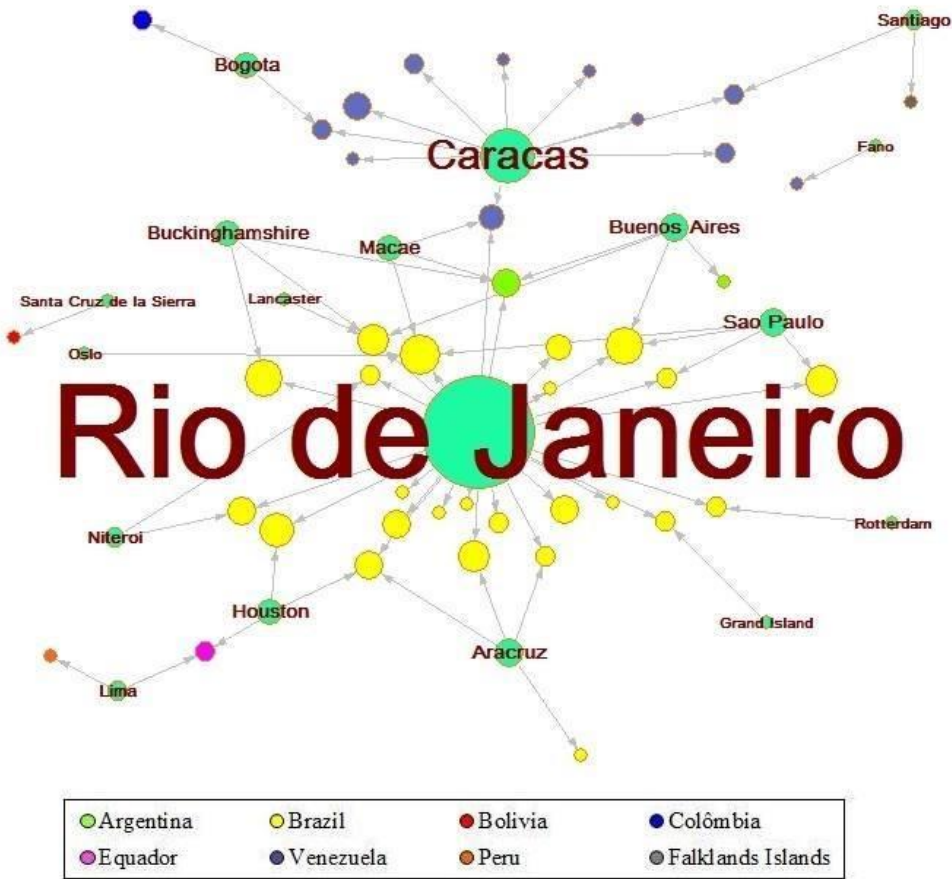 Santiago
Bogota
Caracas
Fano
Buckinghamshire
Macae
Buenos Aires
Santa Cruz de la Sierra
Lancaster
Sao Paulo
Oslo
Rio de Janeiro
Niteroi
Rotterdam
Houston
Grand Island
Aracruz
Lima
Argentina Brazil Bolivia Colômbia
Equador Venezuela Peru Falklands Islands